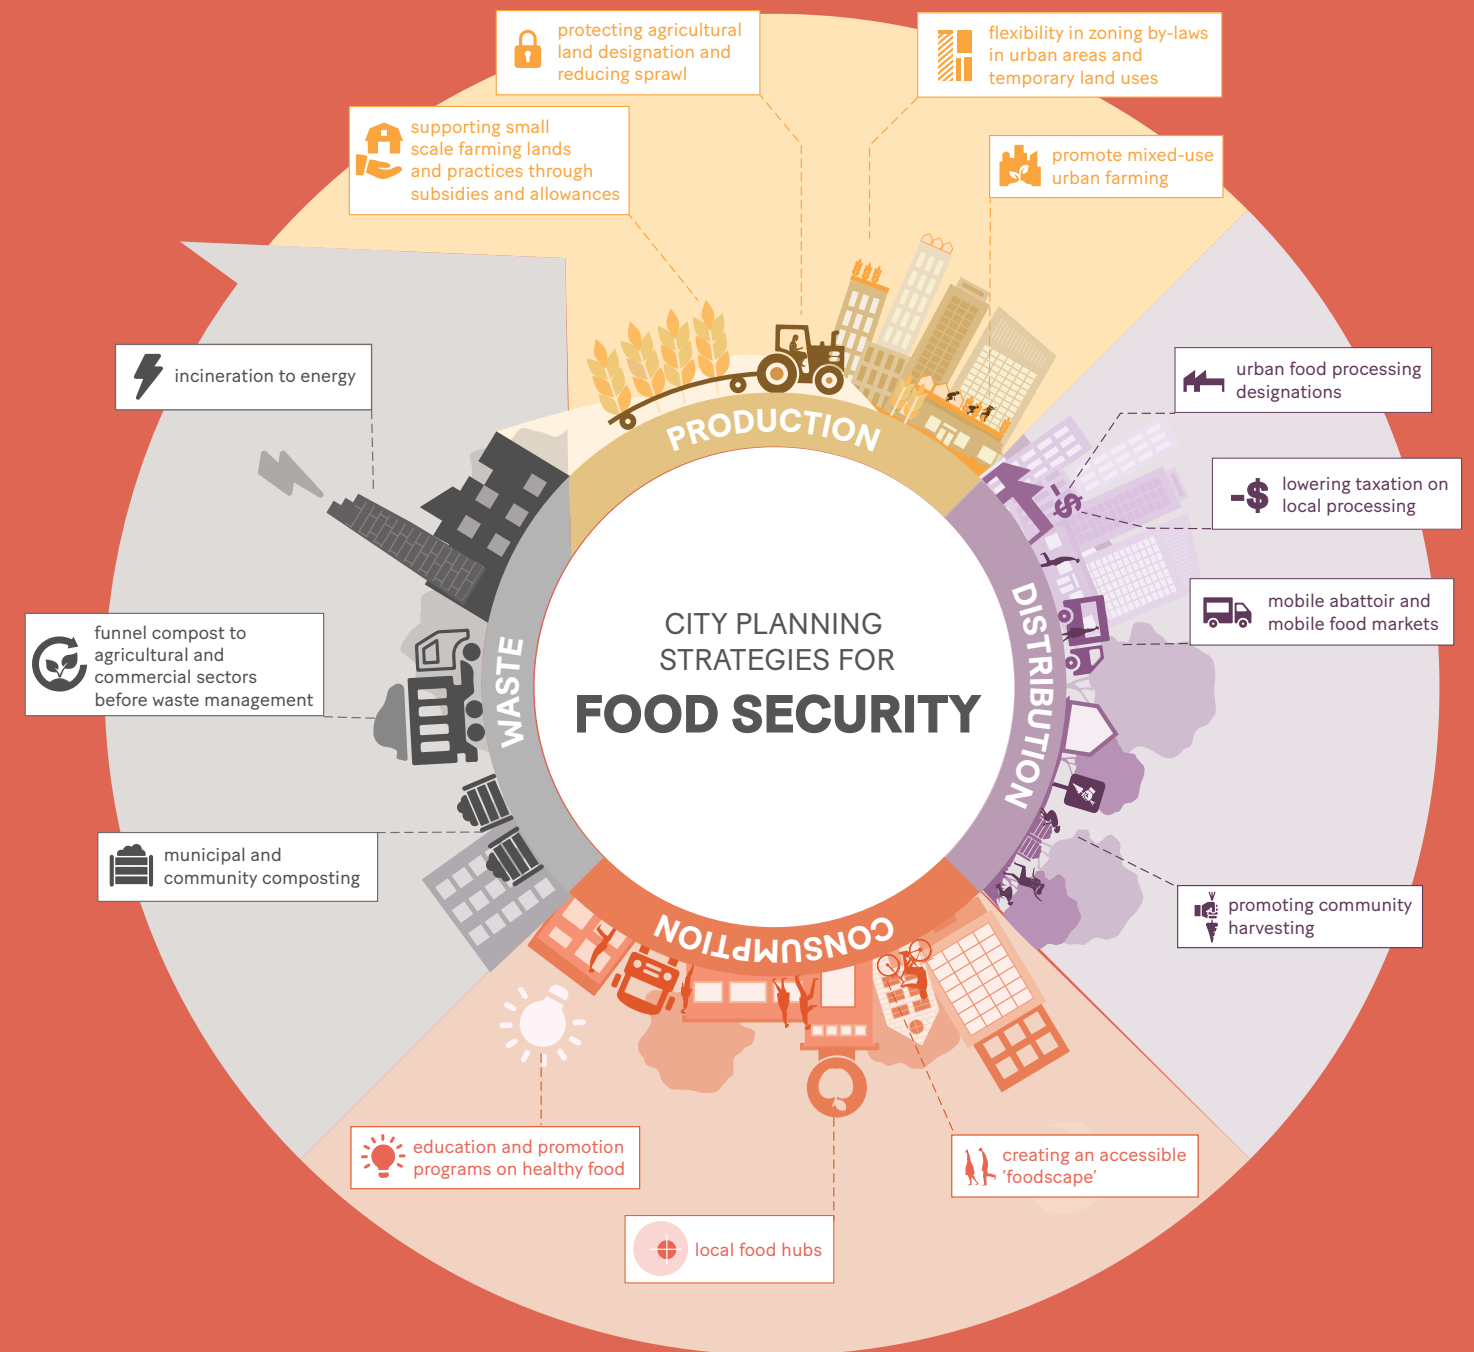 protecting agricultural
land designation and
reducing sprawl
flexibility in zoning by-laws
in urban areas and
temporary land uses
supporting small
scale farming lands
and practices through
subsidies and allowances
promote mixed-use
urban farming
incineration to energy
urban food processing
designations
-$ lowering taxation on
local processing
-$
mobile abattoir and
mobile food markets
funnel compost to
agricultural and
commercial sectors
before waste management
municipal and
community composting
promoting community
harvesting
PRODUCTION
DISTRIBUTION
CONSUMPTION
WASTE
CITY PLANNING
STRATEGIES FOR
FOOD SECURITY
education and promotion
programs on healthy food
creating an accessible
‘foodscape’
local food hubs